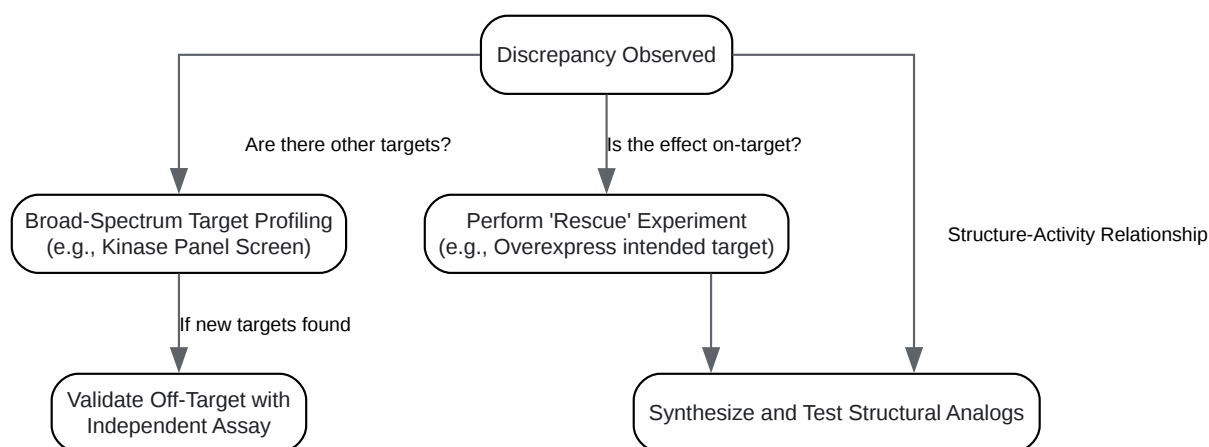 Discrepancy Observed
Are there other targets?
Is the effect on-target?
Broad-Spectrum Target Profiling
(e.g., Kinase Panel Screen)
Perform 'Rescue' Experiment
(e.g., Overexpress intended target)
Structure-Activity Relationship
If new targets found
Validate Off-Target with
Independent Assay
Synthesize and Test Structural Analogs